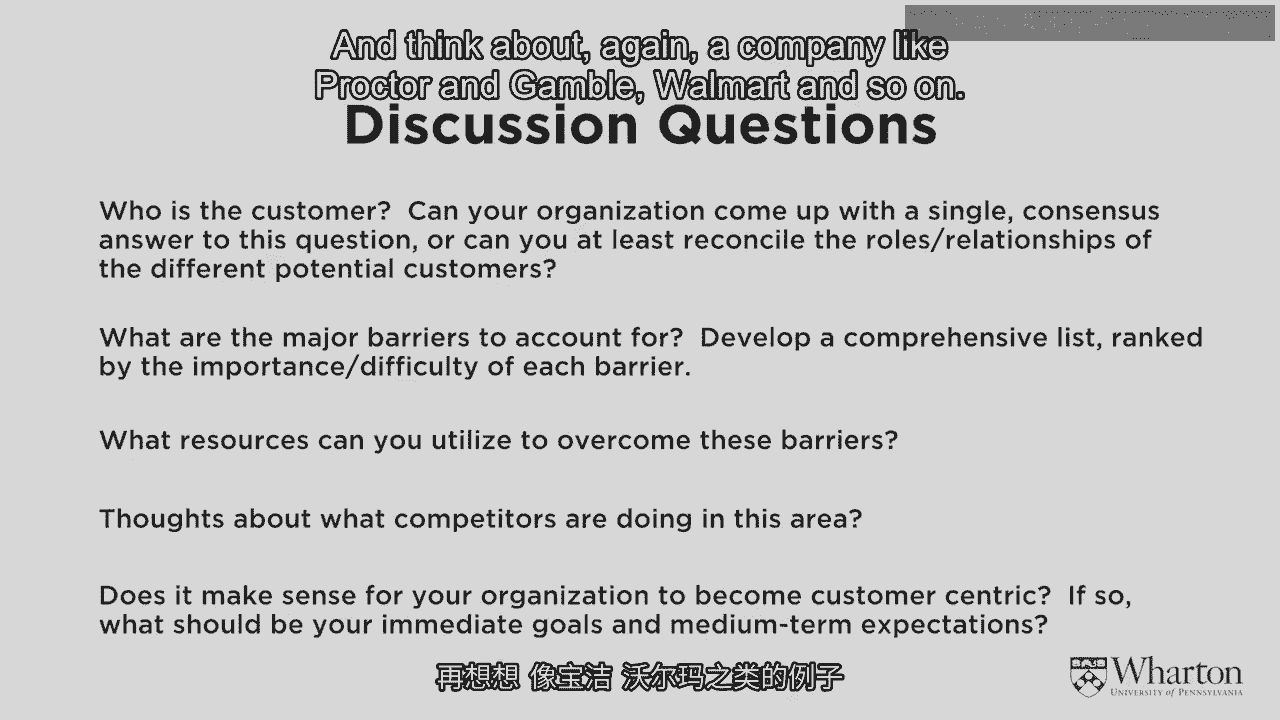 And think about, again, a company like
Proctor and Gamble, Walmart and so on.
Discussion Questions
Who is the customer?  Can your organization come up with a single, consensus
answer to this question, or can you at least reconcile the roles/relationships of
the different potential customers?
What are the major barriers to account for?  Develop a comprehensive list, ranked
by the importance/difficulty of each barrier.
What resources can you utilize to overcome these barriers?
Thoughts about what competitors are doing in this area?
Does it make sense for your organization to become customer centric?  If so,
what should be your immediate goals and medium-term expectations?
再想想 像宝洁 沃尔玛之类的例子
Wharton
UNIVERSITY of PENNSYLVANIA